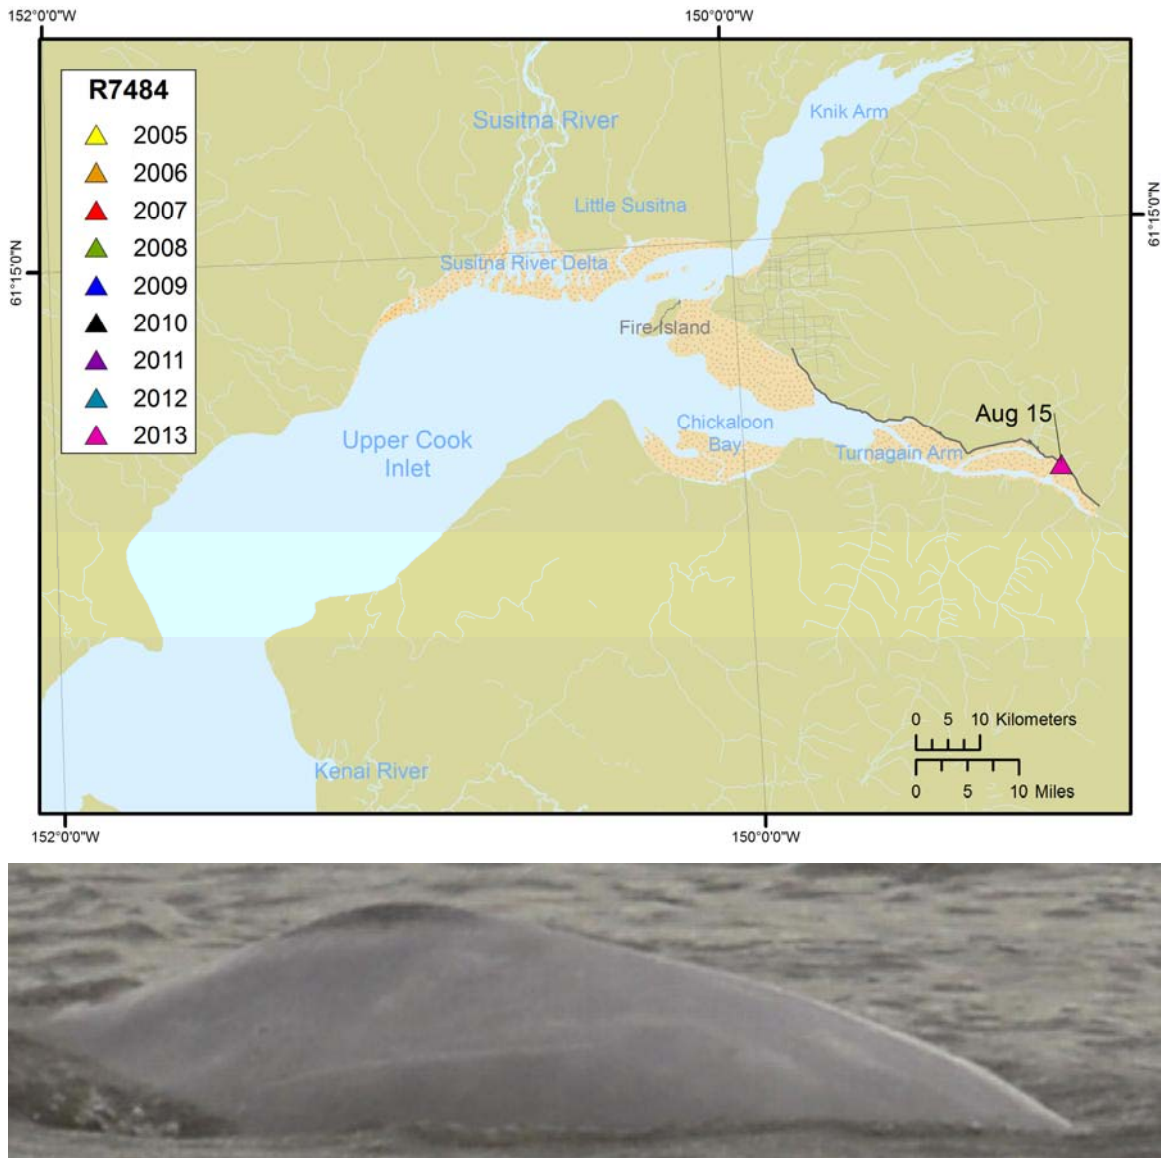 152°0'0"W
150°0'0"W
R7484
2005
2006
2007
2008
2009
2010
2011
2012
2013
Susitna River
Knik Arm
Little Susitna
61°15'0"N
61°15'0"N
Susitna River Delta
Fire Island
Aug 15
Chickaloon
Bay
Upper Cook
Inlet
Turnagain Arm
Kenai River
0 5 10 Kilometers
0 5 10 Miles
152°0'0"W
150°0'0"W